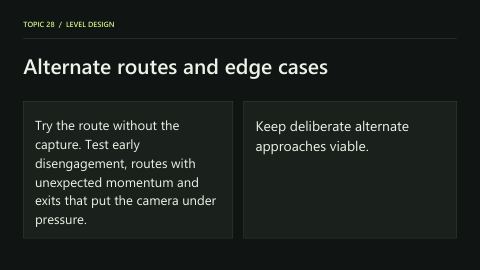 TOPIC 28 / LEVEL DESIGN
Alternate routes and edge cases
Try the route without the
capture. Test early
disengagement, routes with
unexpected momentum and
exits that put the camera under
pressure.
Keep deliberate alternate
approaches viable.